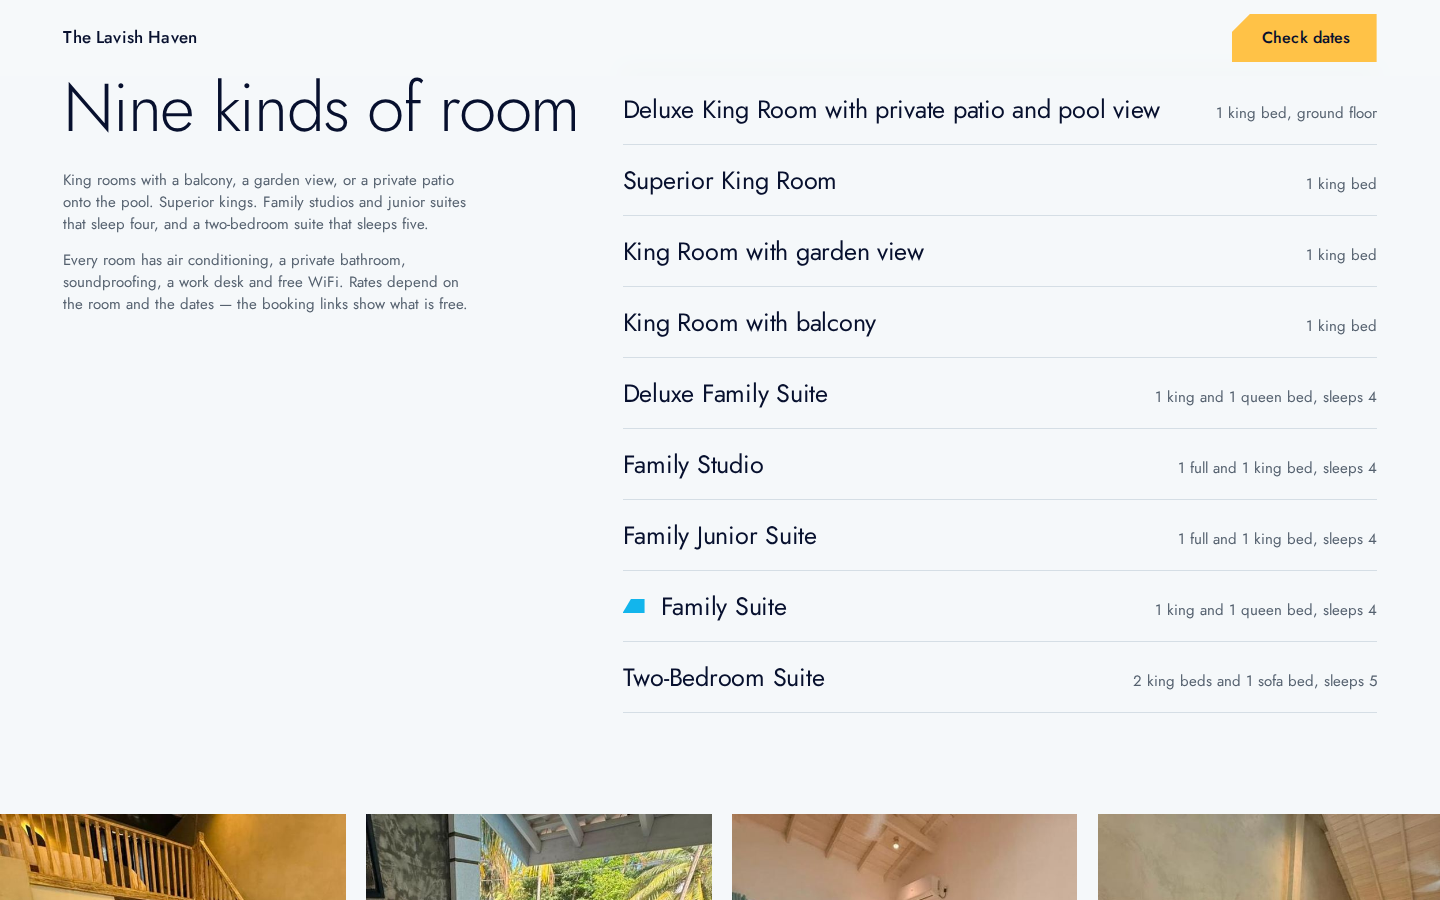 The Lavish Haven
Check dates
Nine kinds of room
King rooms with a balcony, a garden view, or a private patio
onto the pool. Superior kings. Family studios and junior suites
that sleep four, and a two-bedroom suite that sleeps five.
Every room has air conditioning, a private bathroom,
soundproofing, a work desk and free WiFi. Rates depend on
the room and the dates — the booking links show what is free.
Deluxe King Room with private patio and pool view 1 king bed, ground floor
Superior King Room 1 king bed
King Room with garden view 1 king bed
King Room with balcony 1 king bed
Deluxe Family Suite 1 king and 1 queen bed, sleeps 4
Family Studio 1 full and 1 king bed, sleeps 4
Family Junior Suite 1 full and 1 king bed, sleeps 4
Family Suite 1 king and 1 queen bed, sleeps 4
Two-Bedroom Suite 2 king beds and 1 sofa bed, sleeps 5